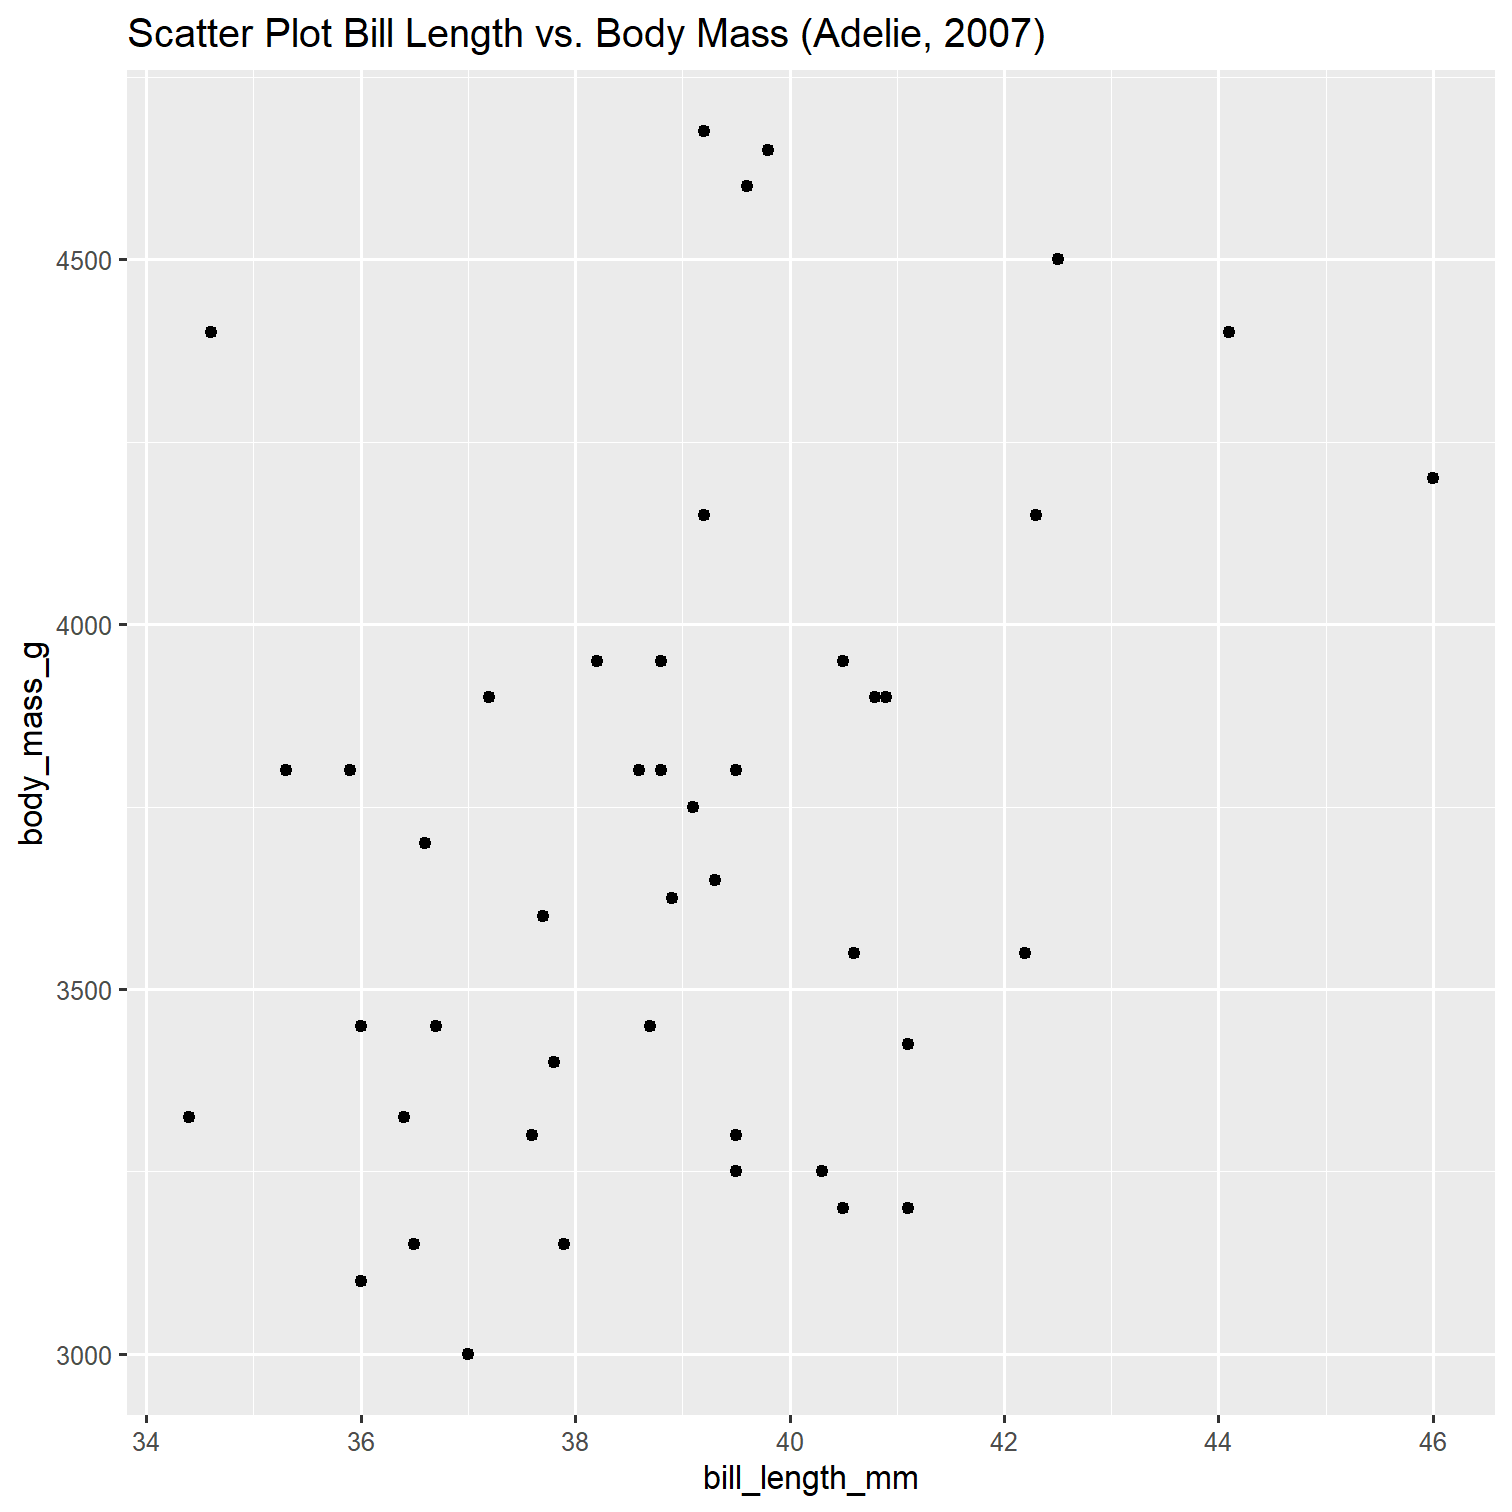 Scatter Plot Bill Length vs. Body Mass (Adelie, 2007)
body_mass_g
4500
4000
3500
3000
34 36 38 40 42 44 46
bill_length_mm